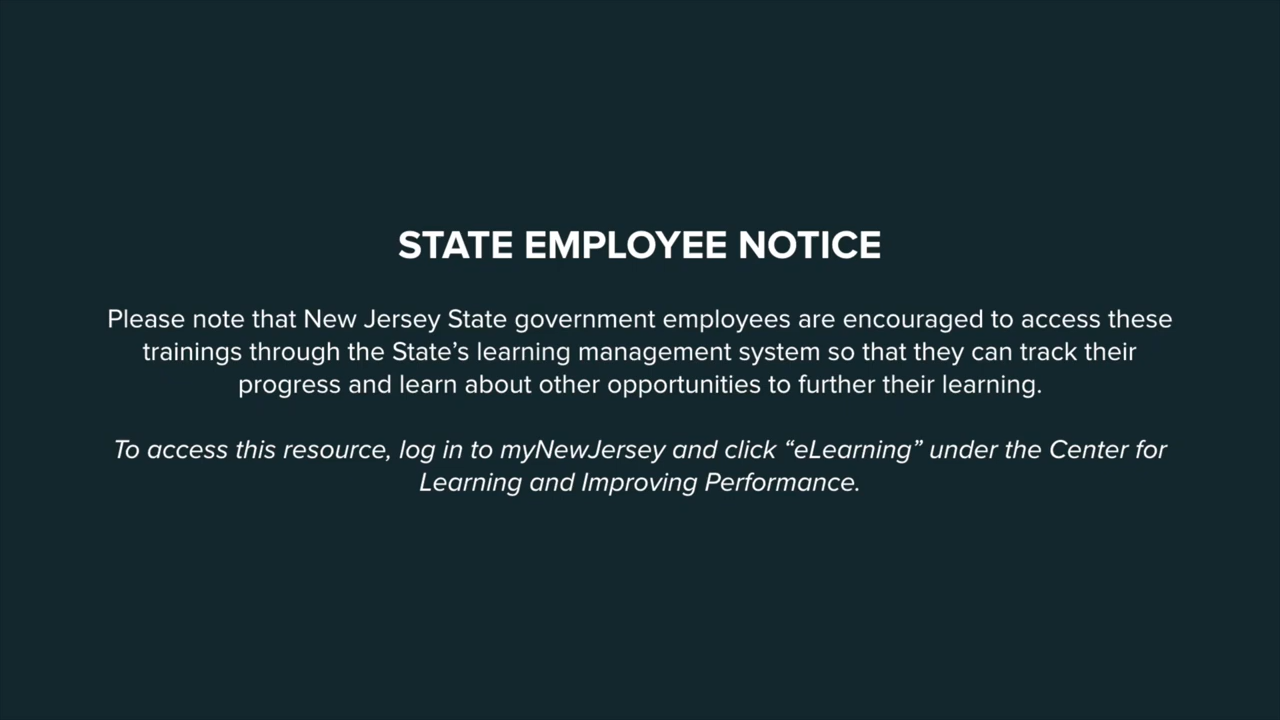 STATE EMPLOYEE NOTICE
Please note that New Jersey State government employees are encouraged to access these
trainings through the State’s learning management system so that they can track their
progress and learn about other opportunities to further their learning.
To access this resource, log in to myNewJersey and click “eLearning” under the Center for
Learning and Improving Performance.